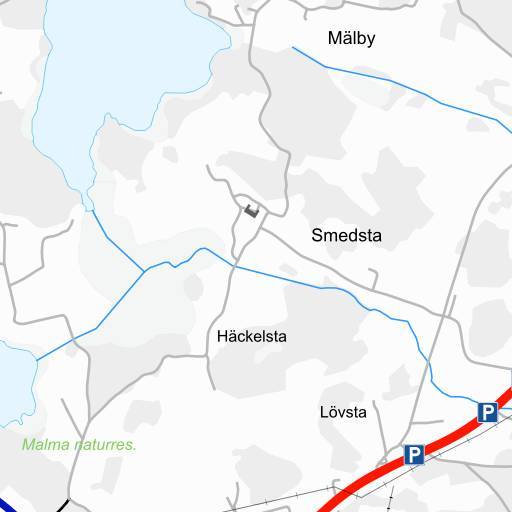 Mälby
Smedsta
Häckelsta
Lövsta
Malma naturres.
P
P